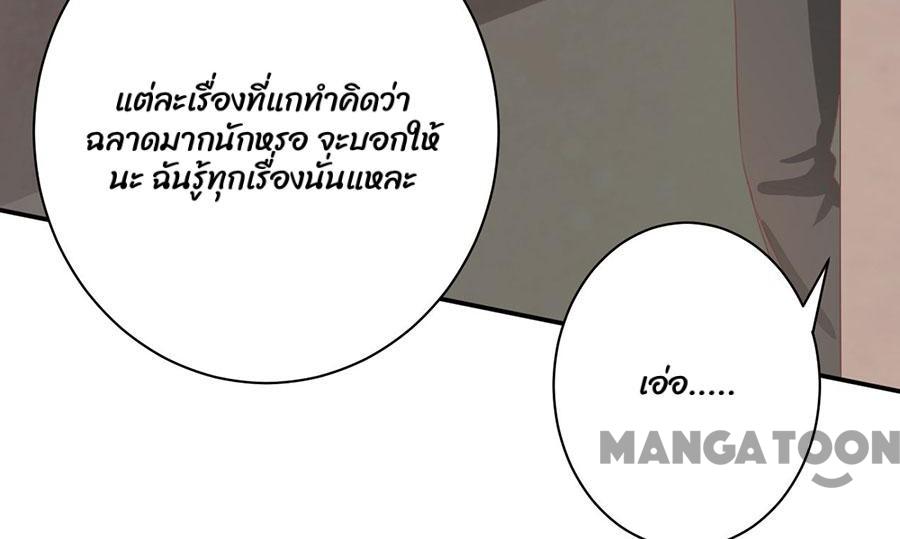 แต่ละเรื่องที่แกทำคิดว่า
ฉลาดมากนักหรอ จะบอกให้
นะ ฉันรู้ทุกเรื่องนั่นแหละ
เอ่อ.....
MANGATOON